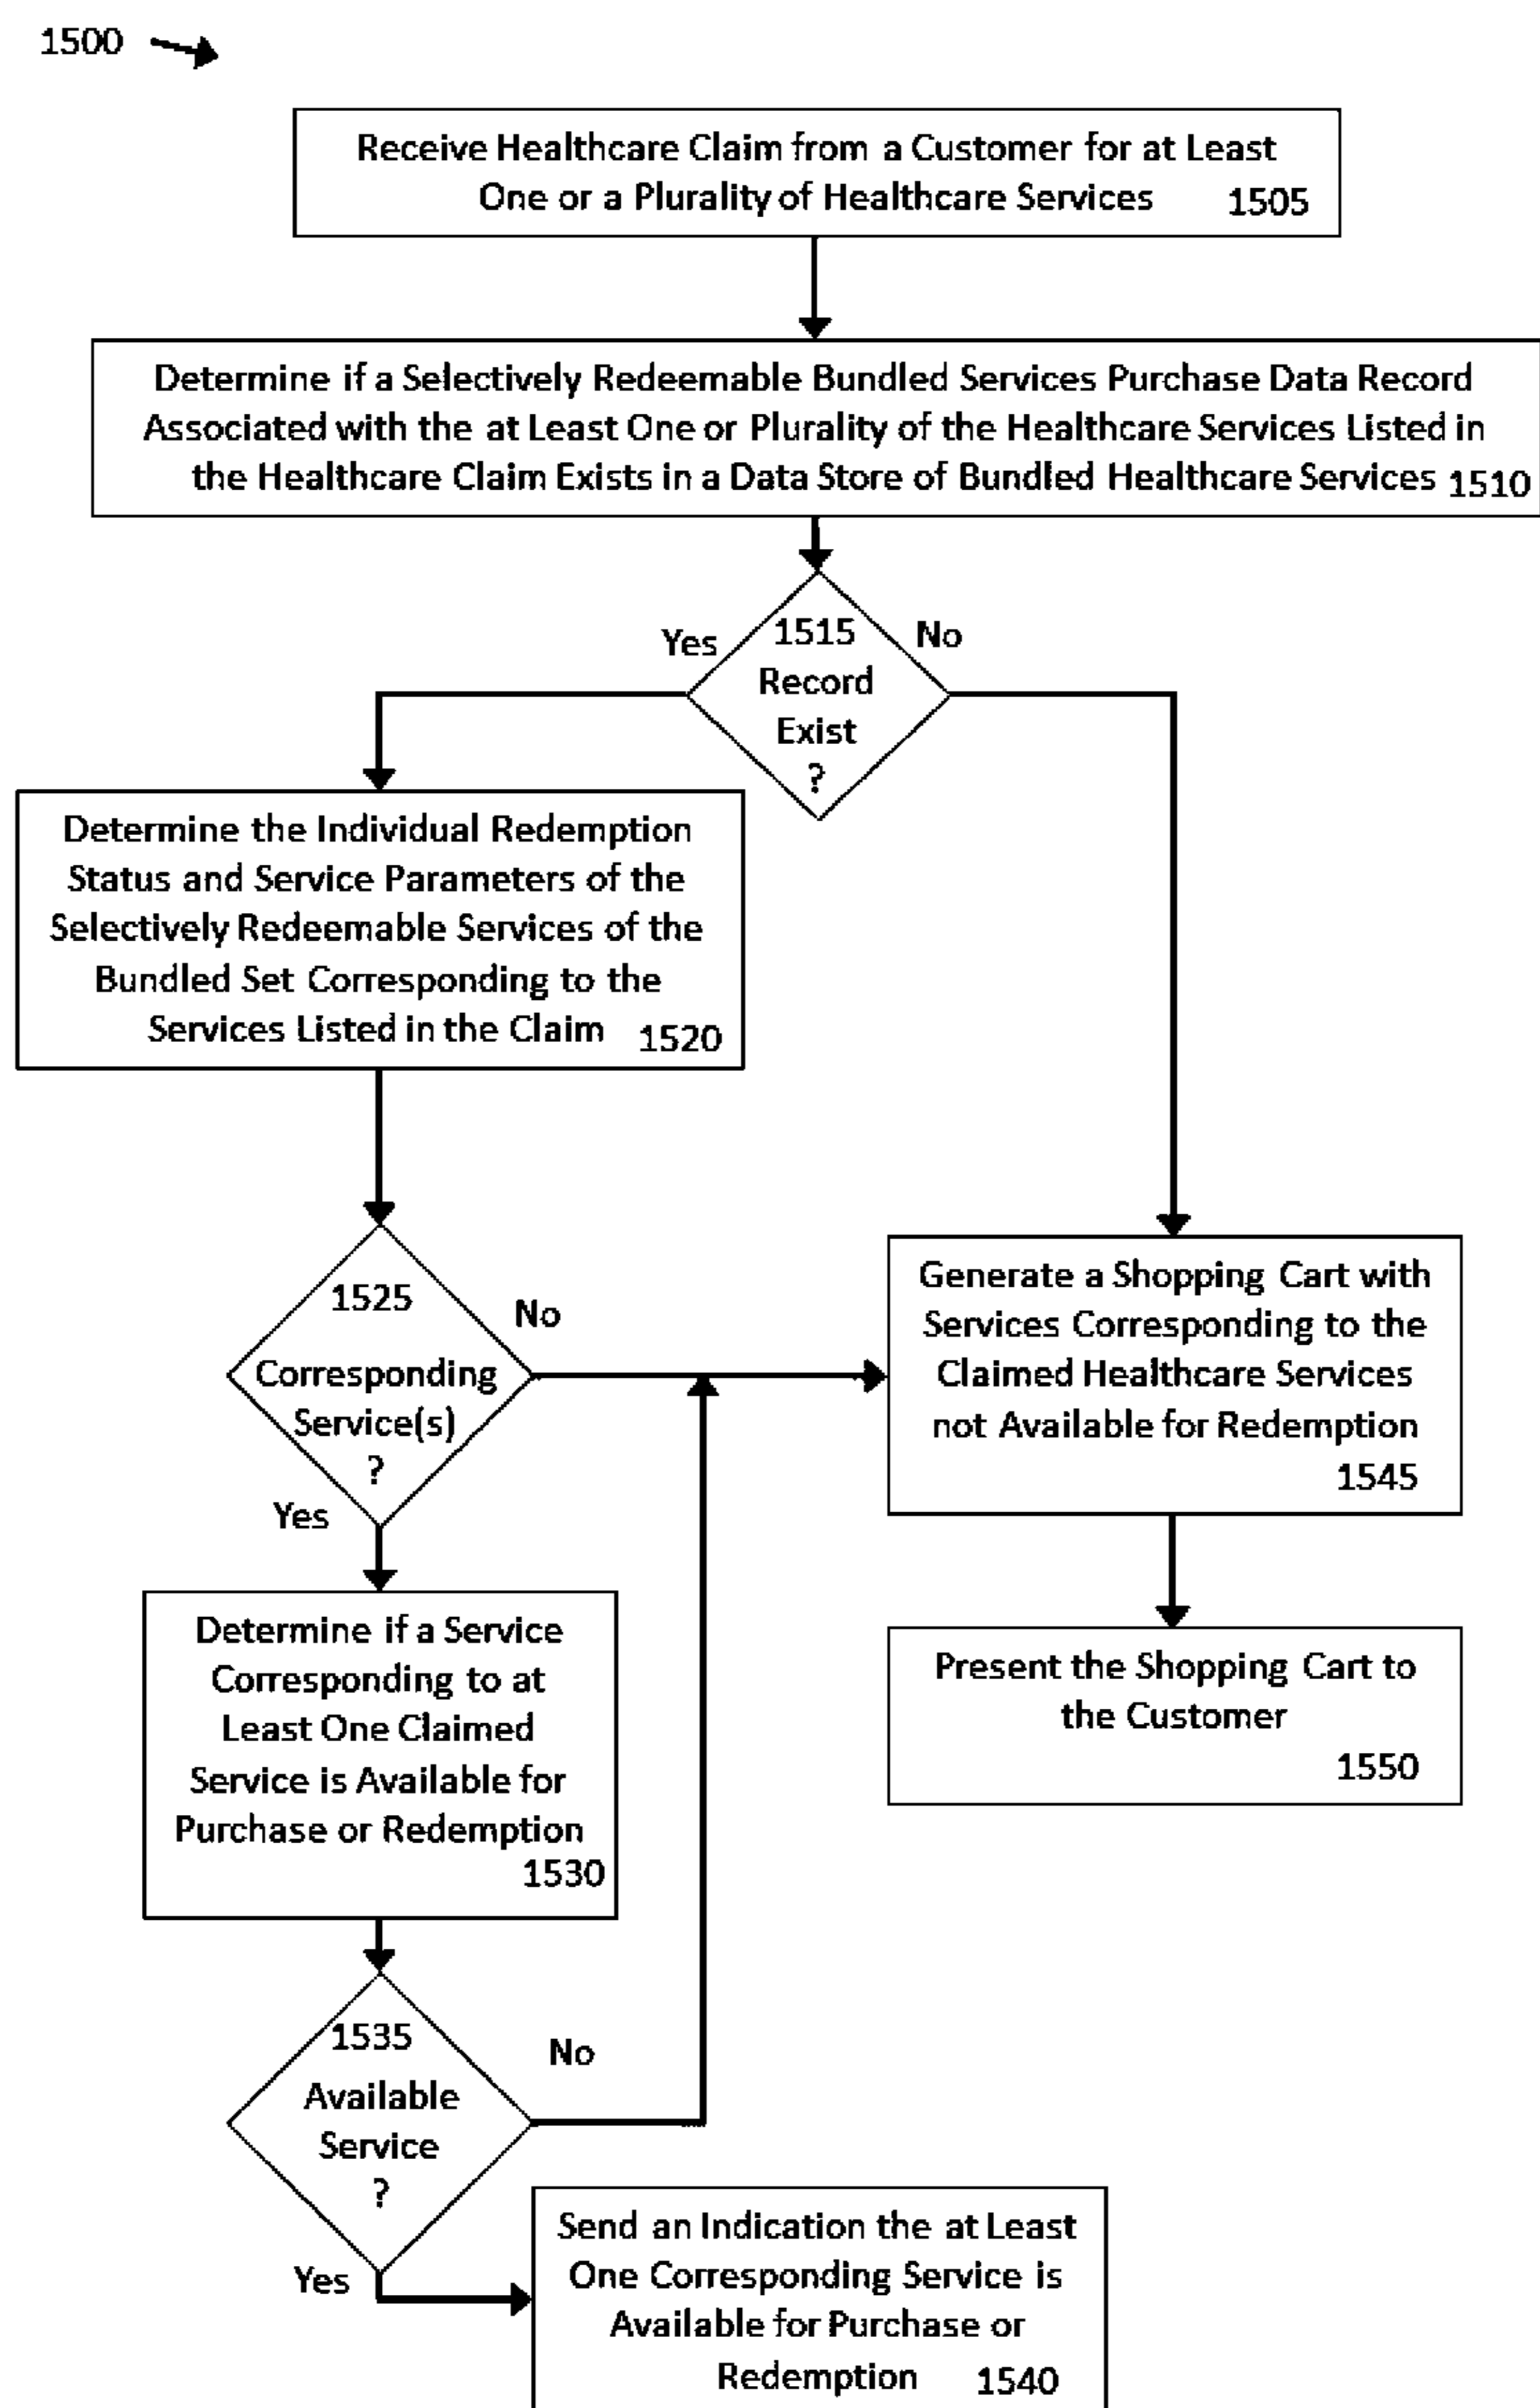 1500
Receive Healthcare Claim from a Customer for at Least
One or a Plurality of Healthcare Services 1505
Determine if a Selectively Redeemable Bundled Services Purchase Data Record
Associated with the at Least One or Plurality of the Healthcare Services Listed in
the Healthcare Claim Exists in a Data Store of Bundled Healthcare Services 1510
Yes
1515
Record
Exist
?
No
Determine the Individual Redemption
Status and Service Parameters of the
Selectively Redeemable Services of the
Bundled Set Corresponding to the
Services Listed in the Claim 1520
1525
Corresponding
Service(s)
?
No
Yes
Generate a Shopping Cart with
Services Corresponding to the
Claimed Healthcare Services
not Available for Redemption
1545
Determine if a Service
Corresponding to at
Least One Claimed
Service is Available for
Purchase or Redemption
1530
Present the Shopping Cart to
the Customer
1550
1535
Available
Service
?
No
Yes
Send an Indication the at Least
One Corresponding Service is
Available for Purchase or
Redemption 1540